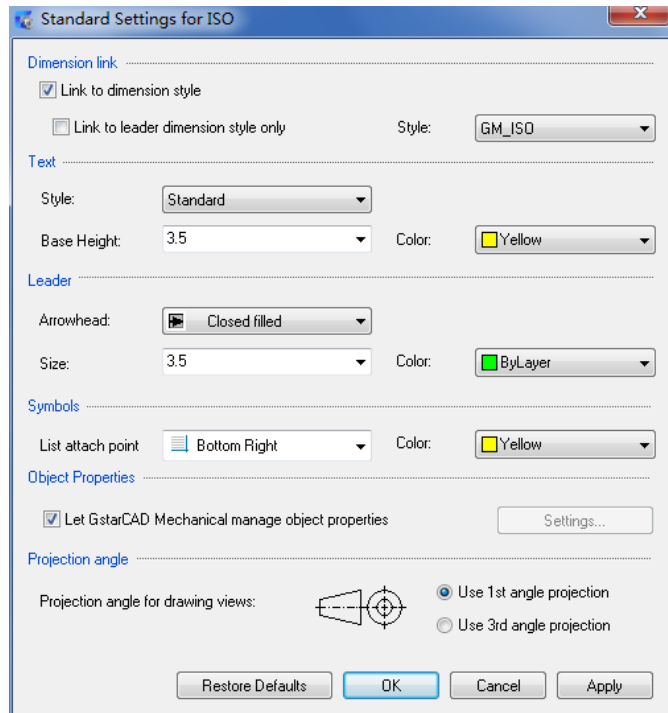 Standard Settings for ISO
Dimension link
Link to dimension style
Link to leader dimension style only Style: GM_ISO
Text
Style: Standard
Base Height: 3.5 Color: Yellow
Leader
Arrowhead: Closed filled
Size: 3.5 Color: ByLayer
Symbols
List attach point Bottom Right Color: Yellow
Object Properties
Let GstarCAD Mechanical manage object properties Settings...
Projection angle
Use 1st angle projection
Projection angle for drawing views:
Use 3rd angle projection
Restore Defaults OK Cancel Apply